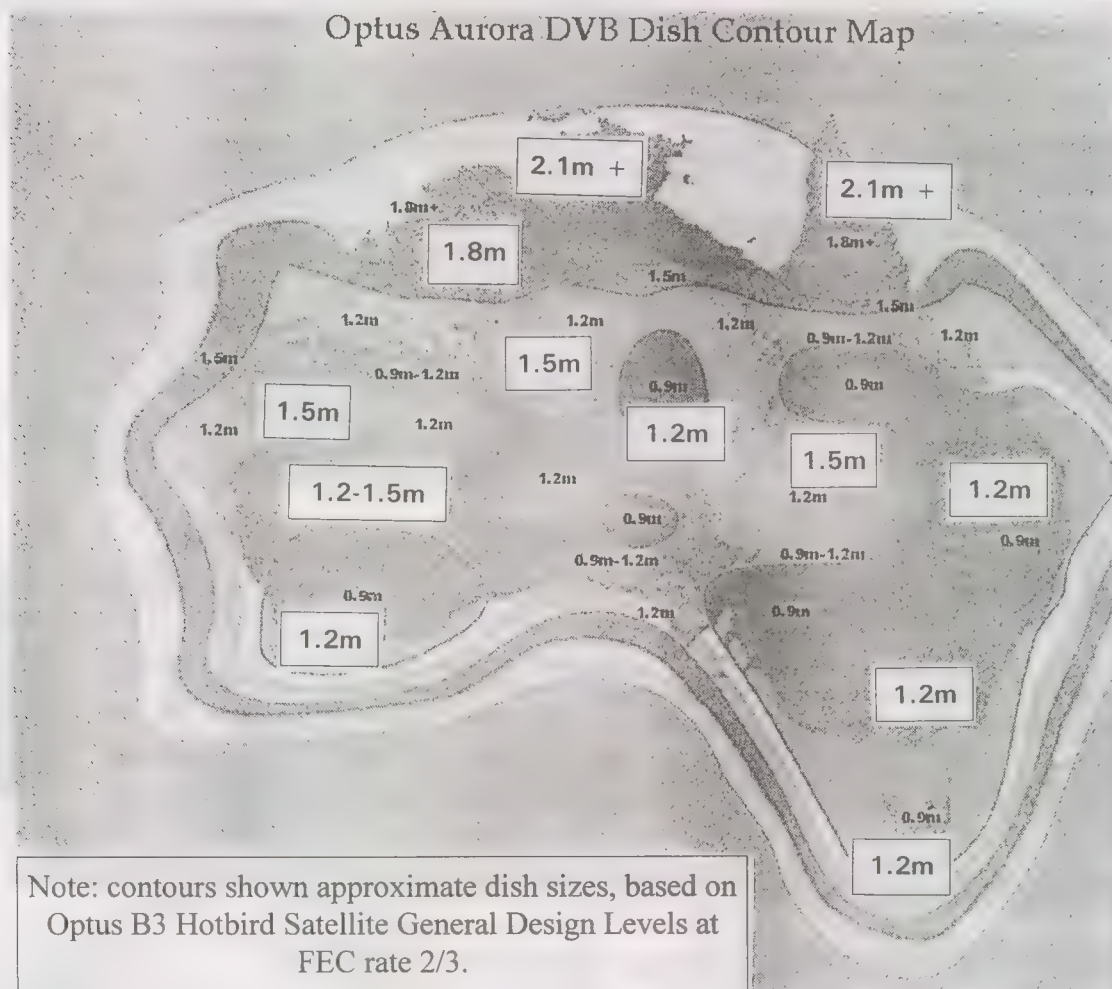 Optus Aurora DVB Dish Contour Map
2.1m +
2.1m +
1.8m+
1.8m+
1.8m
1.5m
1.5m
1.2m
1.2m
1.2m
0.9m-1.2m
1.2m
1.5m
1.5m
0.9m-1.2m
0.9m
0.9m
1.5m
1.2m
1.2m
1.2m
1.5m
1.2m
1.2-1.5m
1.2m
1.2m
0.9m
0.9m
0.9m-1.2m
0.9m-1.2m
0.9m
1.2m
0.9m
1.2m
1.2m
0.9m
1.2m
Note: contours shown approximate dish sizes, based on
Optus B3 Hotbird Satellite General Design Levels at
FEC rate 2/3.